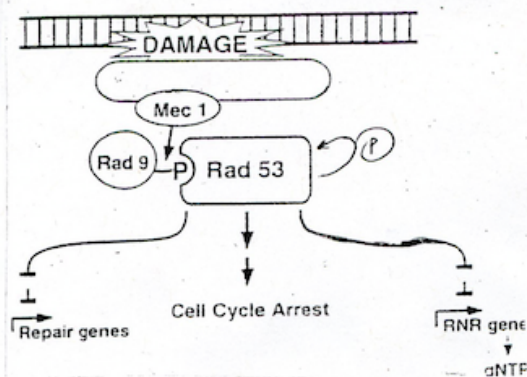 DAMAGE
Mec 1
Rad 9
P
Rad 53
P
Cell Cycle Arrest
Repair genes
RNR gene
dNTP